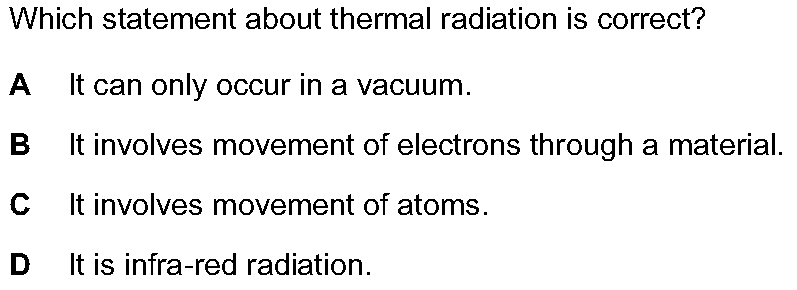 Which statement about thermal radiation is correct?
A It can only occur in a vacuum.
B It involves movement of electrons through a material.
C It involves movement of atoms.
D It is infra-red radiation.